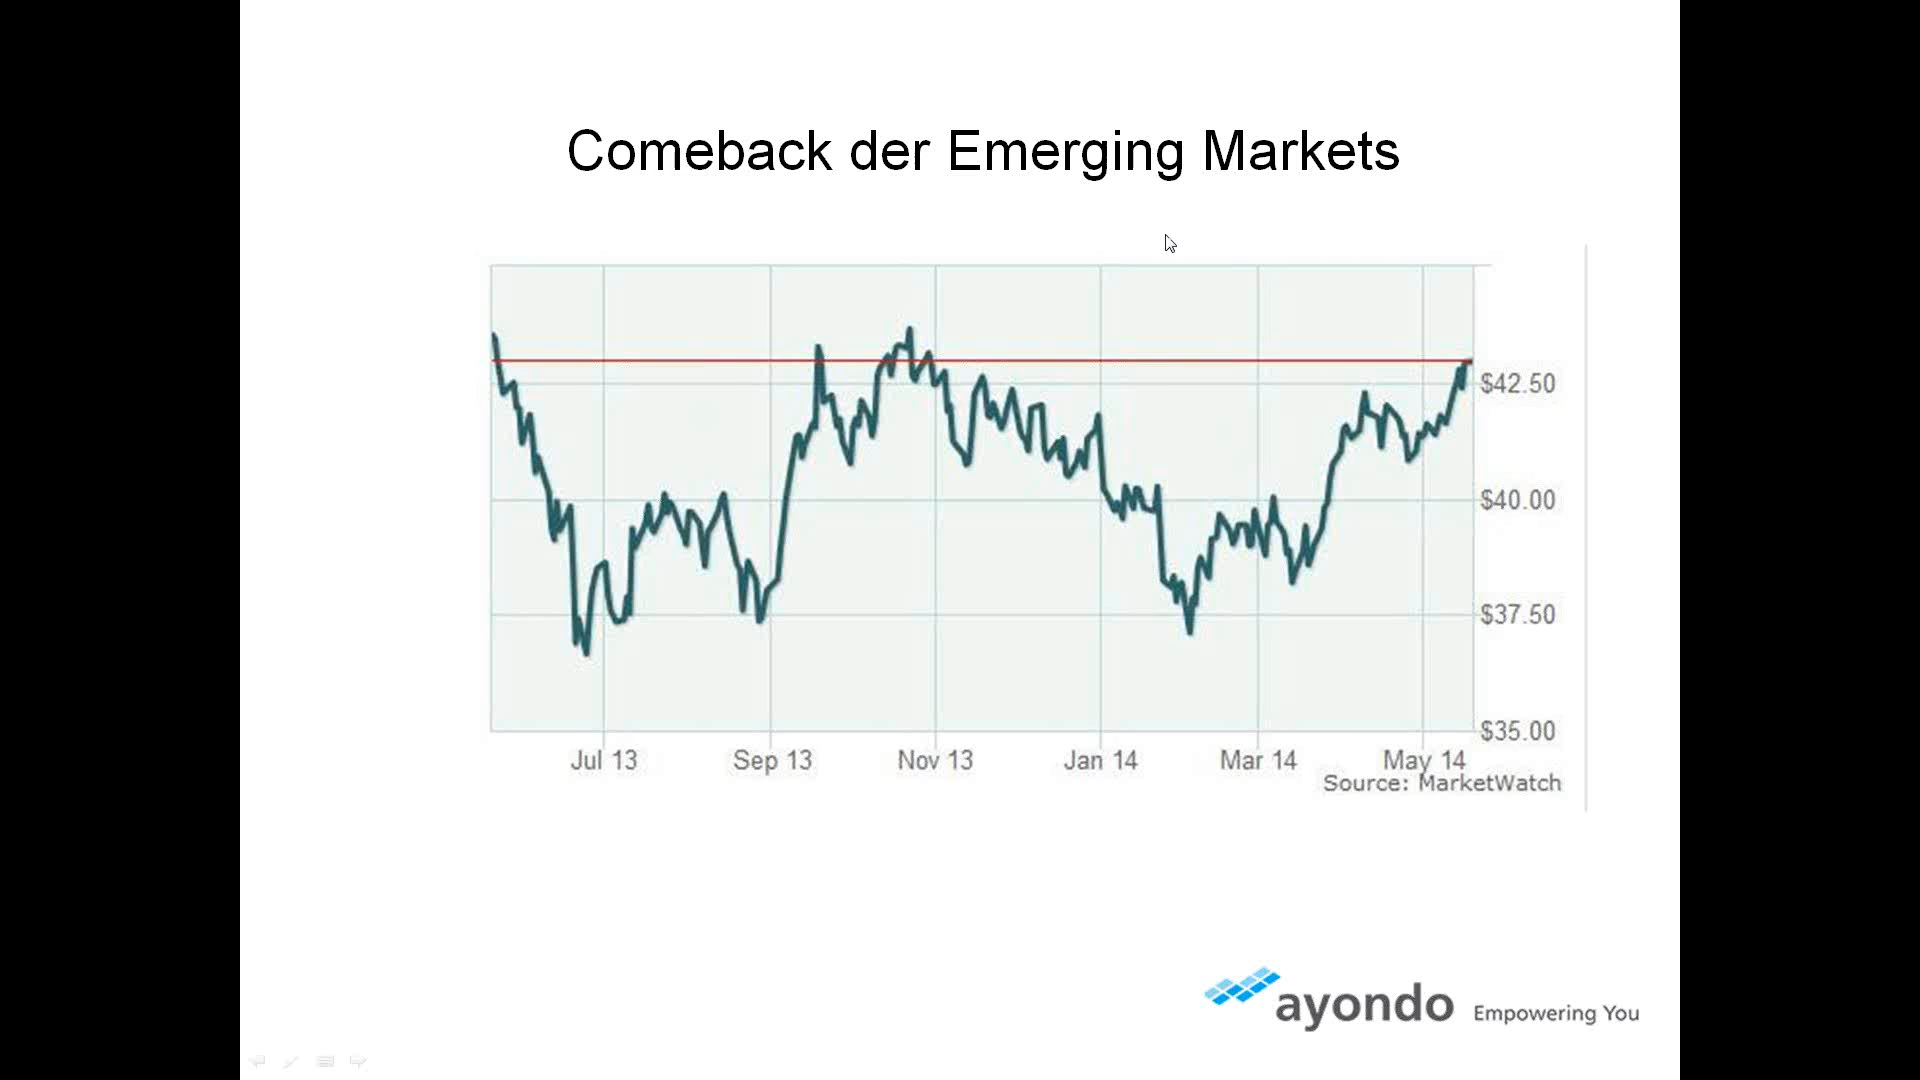 Comeback der Emerging Markets
$42.50
$40.00
$37.50
$35.00
Jul 13 Sep 13 Nov 13 Jan 14 Mar 14 May 14
Source: MarketWatch
ayondo Empowering You